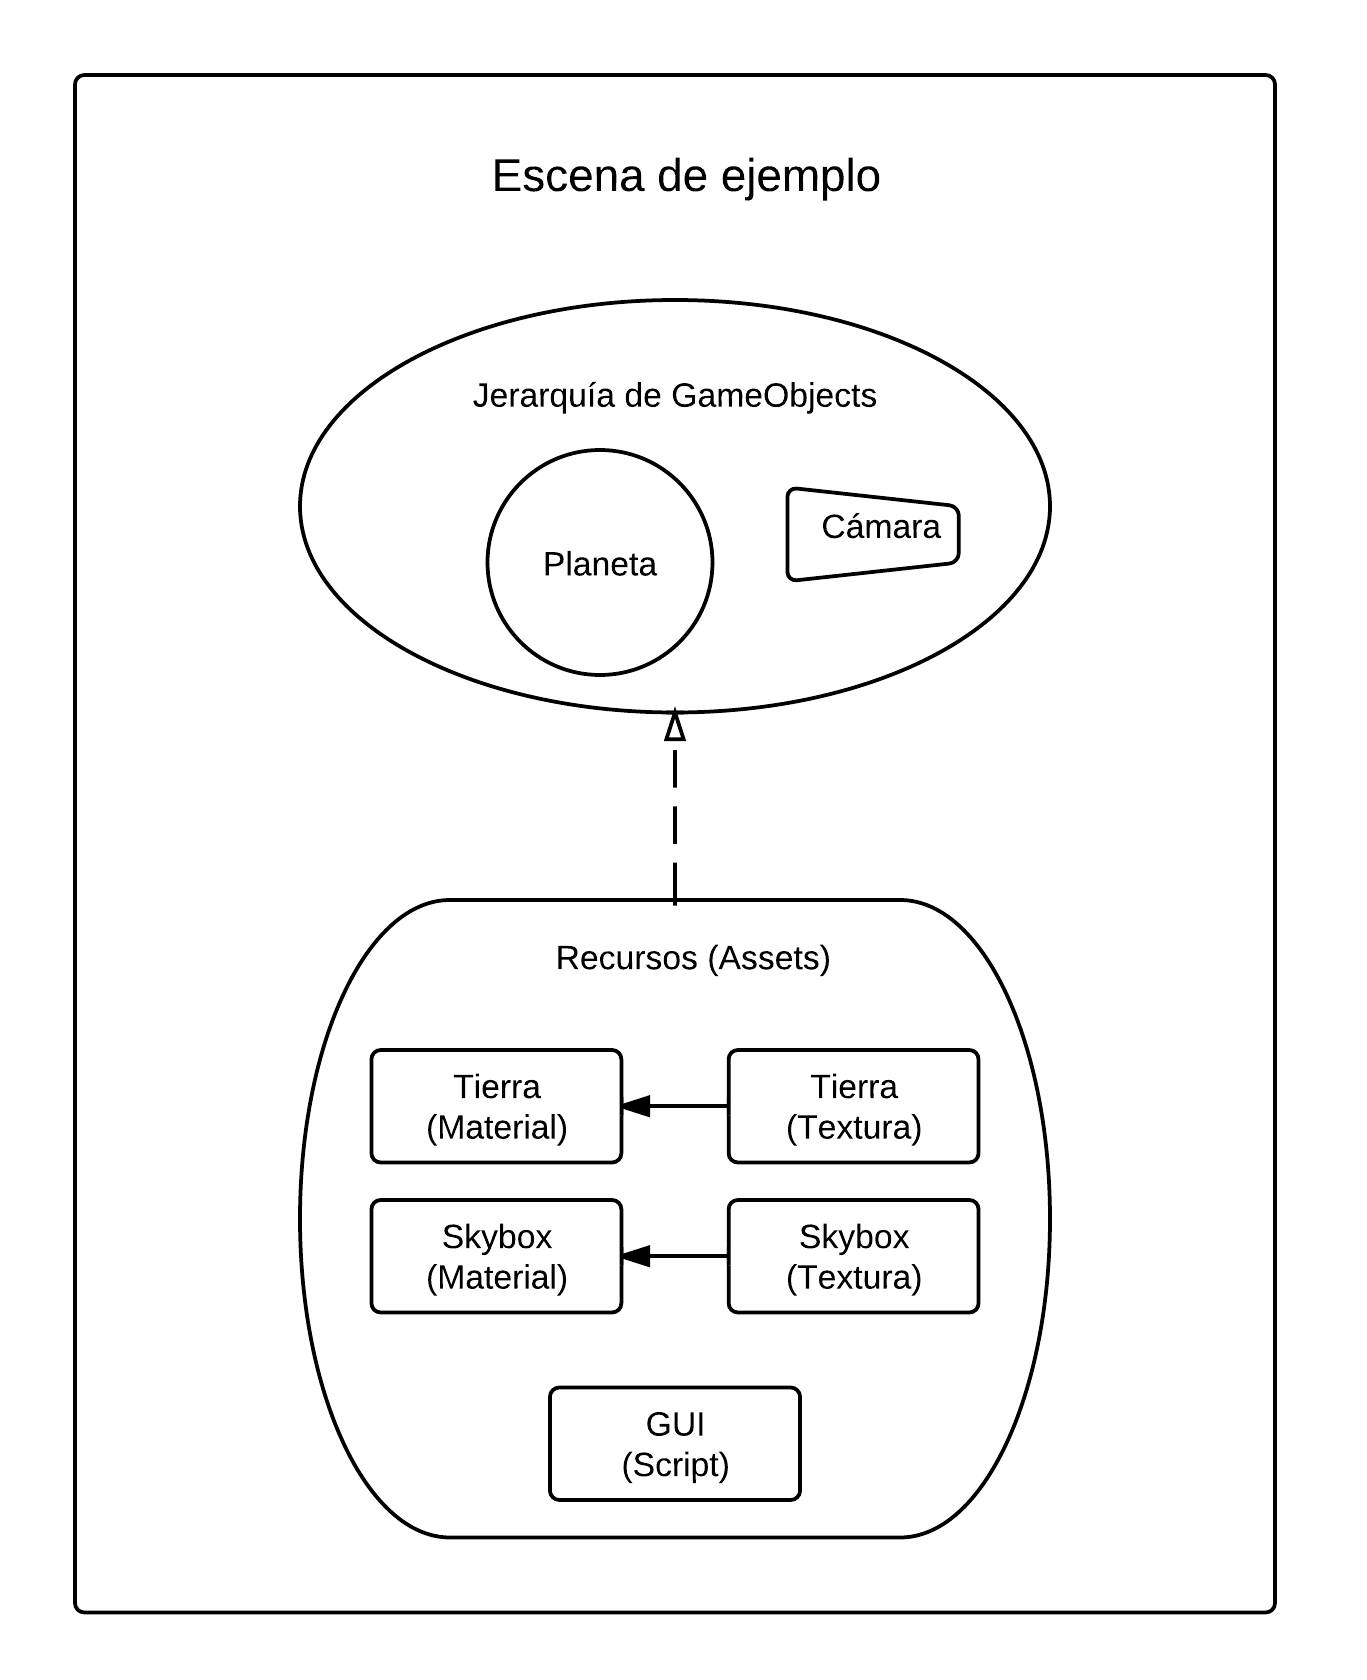 Escena de ejemplo
Jerarquía de GameObjects
Cámara
Planeta
Recursos (Assets)
Tierra
(Material)
Tierra
(Textura)
Skybox
(Material)
Skybox
(Textura)
GUI
(Script)